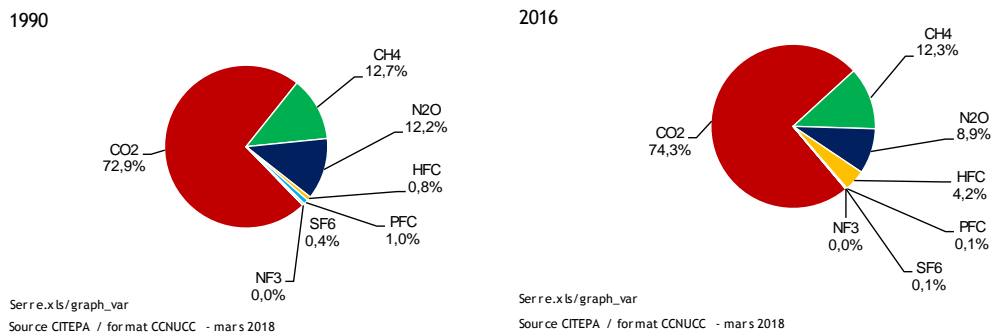 1990
CH4
12,7%
N2O
12,2%
CO2
72,9%
HFC
0,8%
PFC
1,0%
SF6
0,4%
NF3
0,0%
Serre.xls/graph_var
Source CITEPA / format CCNUCC - mars 2018
2016
CH4
12,3%
N2O
8,9%
CO2
74,3%
HFC
4,2%
PFC
0,1%
NF3
0,0%
SF6
0,1%
Serre.xls/graph_var
Source CITEPA / format CCNUCC - mars 2018